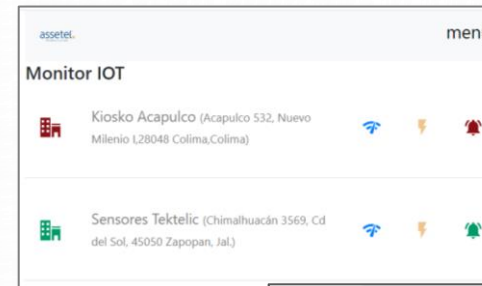 assetel.
men
Monitor IOT
Kiosko Acapulco (Acapulco 532, Nuevo
Milenio I,28048 Colima,Colima)
Sensores Tektelic (Chimalhuacán 3569, Cd
del Sol, 45050 Zapopan, Jal.)